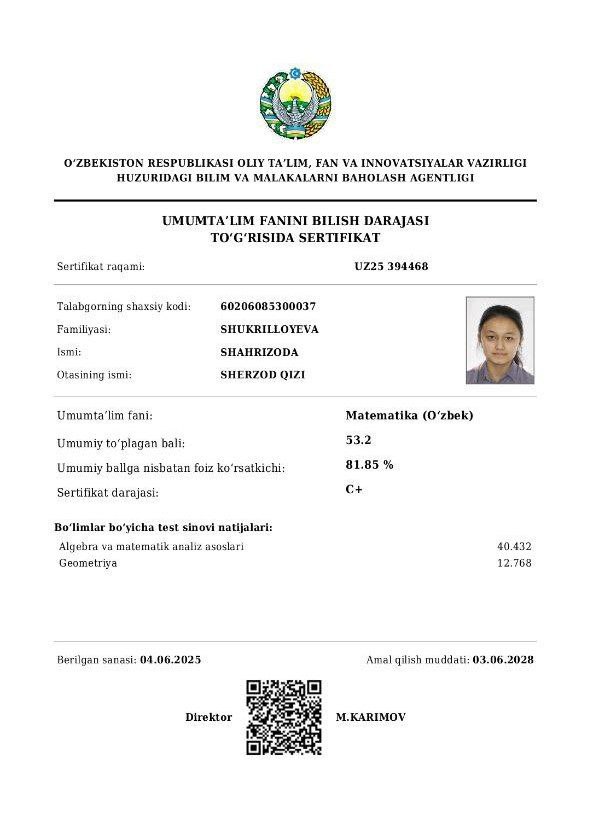 O‘ZBEKISTON RESPUBLIKASI OLIY TA’LIM, FAN VA INNOVATSIYALAR VAZIRLIGI
HUZURIDAGI BILIM VA MALAKALARNI BAHOLASH AGENTLIGI
UMUMTA’LIM FANINI BILISH DARAJASI
TO‘G‘RISIDA SERTIFIKAT
Sertifikat raqami: UZ25 394468
Talabgorning shaxsiy kodi: 60206085300037
Familiyasi: SHUKRILLOYEVA
Ismi: SHAHRIZODA
Otasining ismi: SHERZOD QIZI
Umumta’lim fani: Matematika (O‘zbek)
Umumiy to‘plagan bali: 53.2
Umumiy ballga nisbatan foiz ko‘rsatkichi: 81.85 %
Sertifikat darajasi: C+
Bo‘limlar bo‘yicha test sinovi natijalari:
Algebra va matematik analiz asoslari 40.432
Geometriya 12.768
Berilgan sanasi: 04.06.2025 Amal qilish muddati: 03.06.2028
Direktor M.KARIMOV